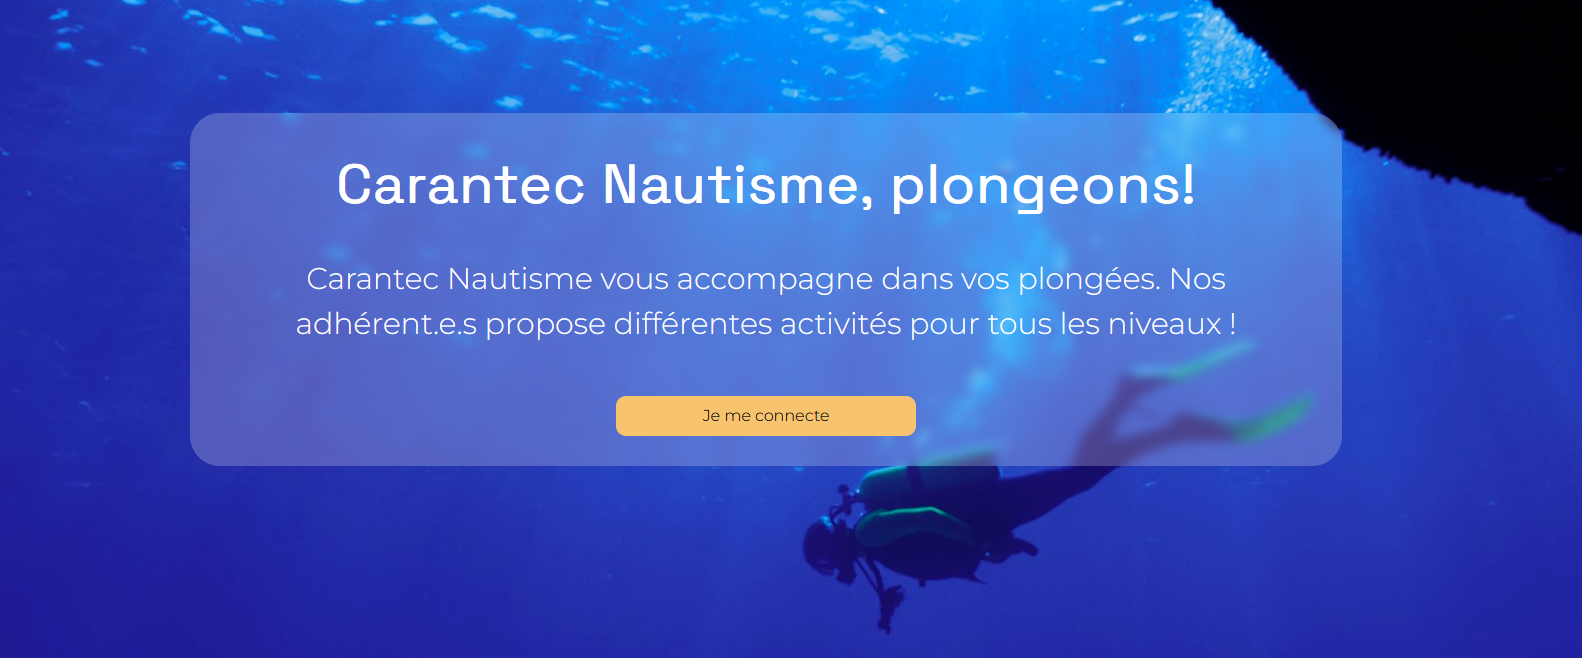 Carantec Nautisme, plongeons!
Carantec Nautisme vous accompagne dans vos plongées. Nos
adhérent.e.s propose différentes activités pour tous les niveaux !
Je me connecte